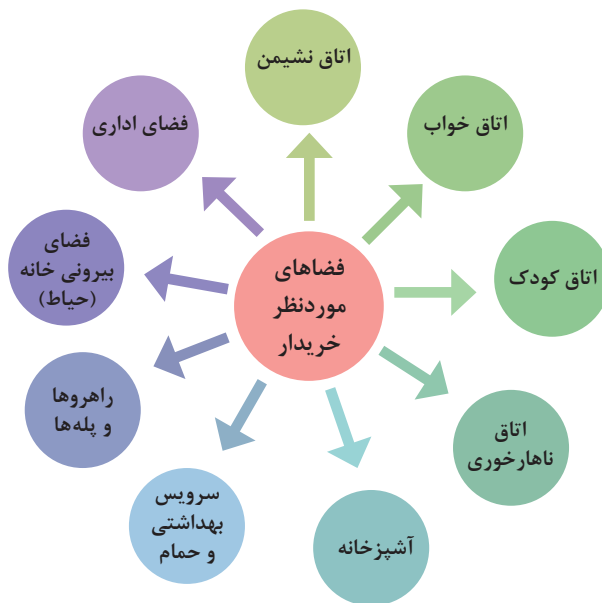 فضاهای
موردنظر
خریدار
اتاق نشیمن
اتاق خواب
اتاق کودک
اتاق
ناهارخوری
آشپزخانه
سرویس
بهداشتی
و حمام
راهروها
و پله‌ها
فضای
بیرونی خانه
(حیاط)
فضای اداری